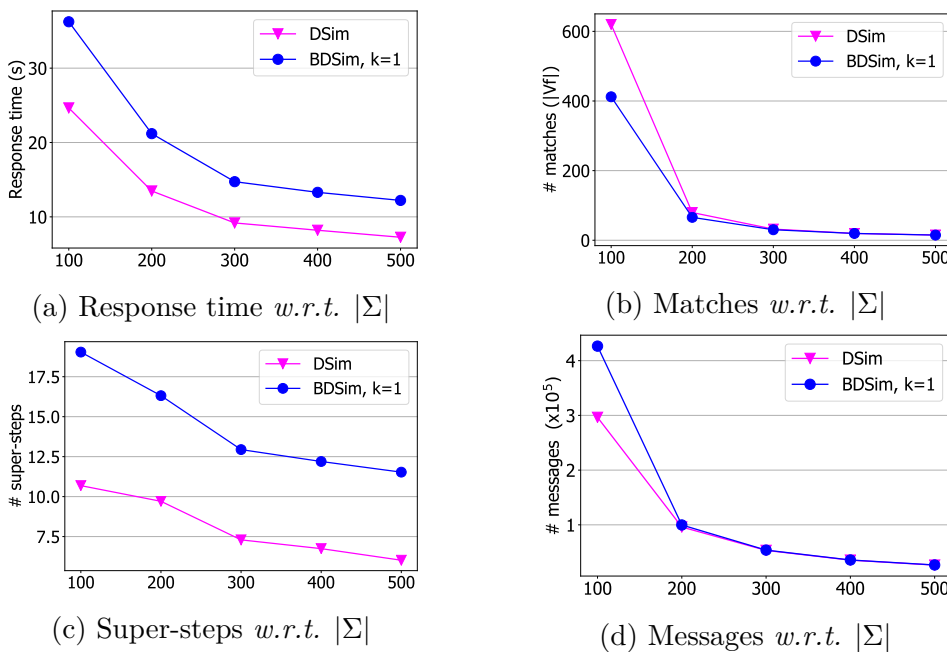 Response time (s)
30
20
10
DSim
BDSim, k=1
100 200 300 400 500
(a) Response time w.r.t. |Σ|
# matches (|Vf|)
600
400
200
0
DSim
BDSim, k=1
100 200 300 400 500
(b) Matches w.r.t. |Σ|
# super-steps
17.5
15.0
12.5
10.0
7.5
DSim
BDSim, k=1
100 200 300 400 500
(c) Super-steps w.r.t. |Σ|
# messages (x10⁵)
4
3
2
1
DSim
BDSim, k=1
100 200 300 400 500
(d) Messages w.r.t. |Σ|